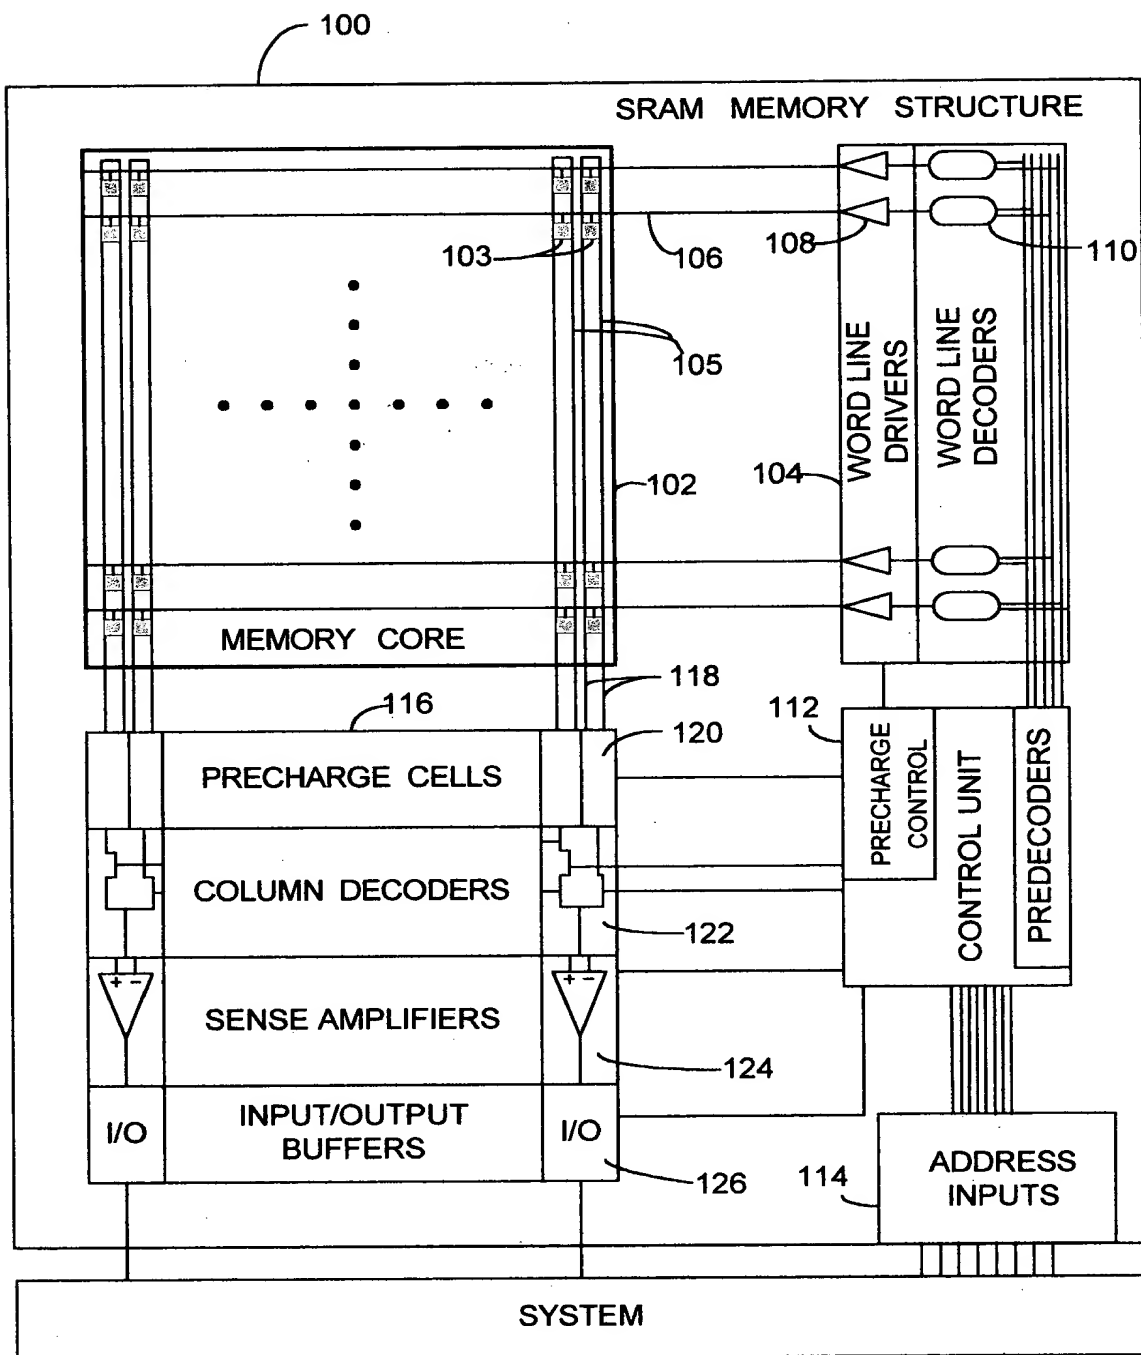 100
SRAM MEMORY STRUCTURE
103
106
108
110
105
WORD LINE
DRIVERS
WORD LINE
DECODERS
102
104
MEMORY CORE
118
116
120
112
PRECHARGE CELLS
PRECHARGE
CONTROL
CONTROL UNIT
PREDECODERS
COLUMN DECODERS
122
+ −
+ −
SENSE AMPLIFIERS
124
I/O
INPUT/OUTPUT
BUFFERS
I/O
126
114
ADDRESS
INPUTS
SYSTEM